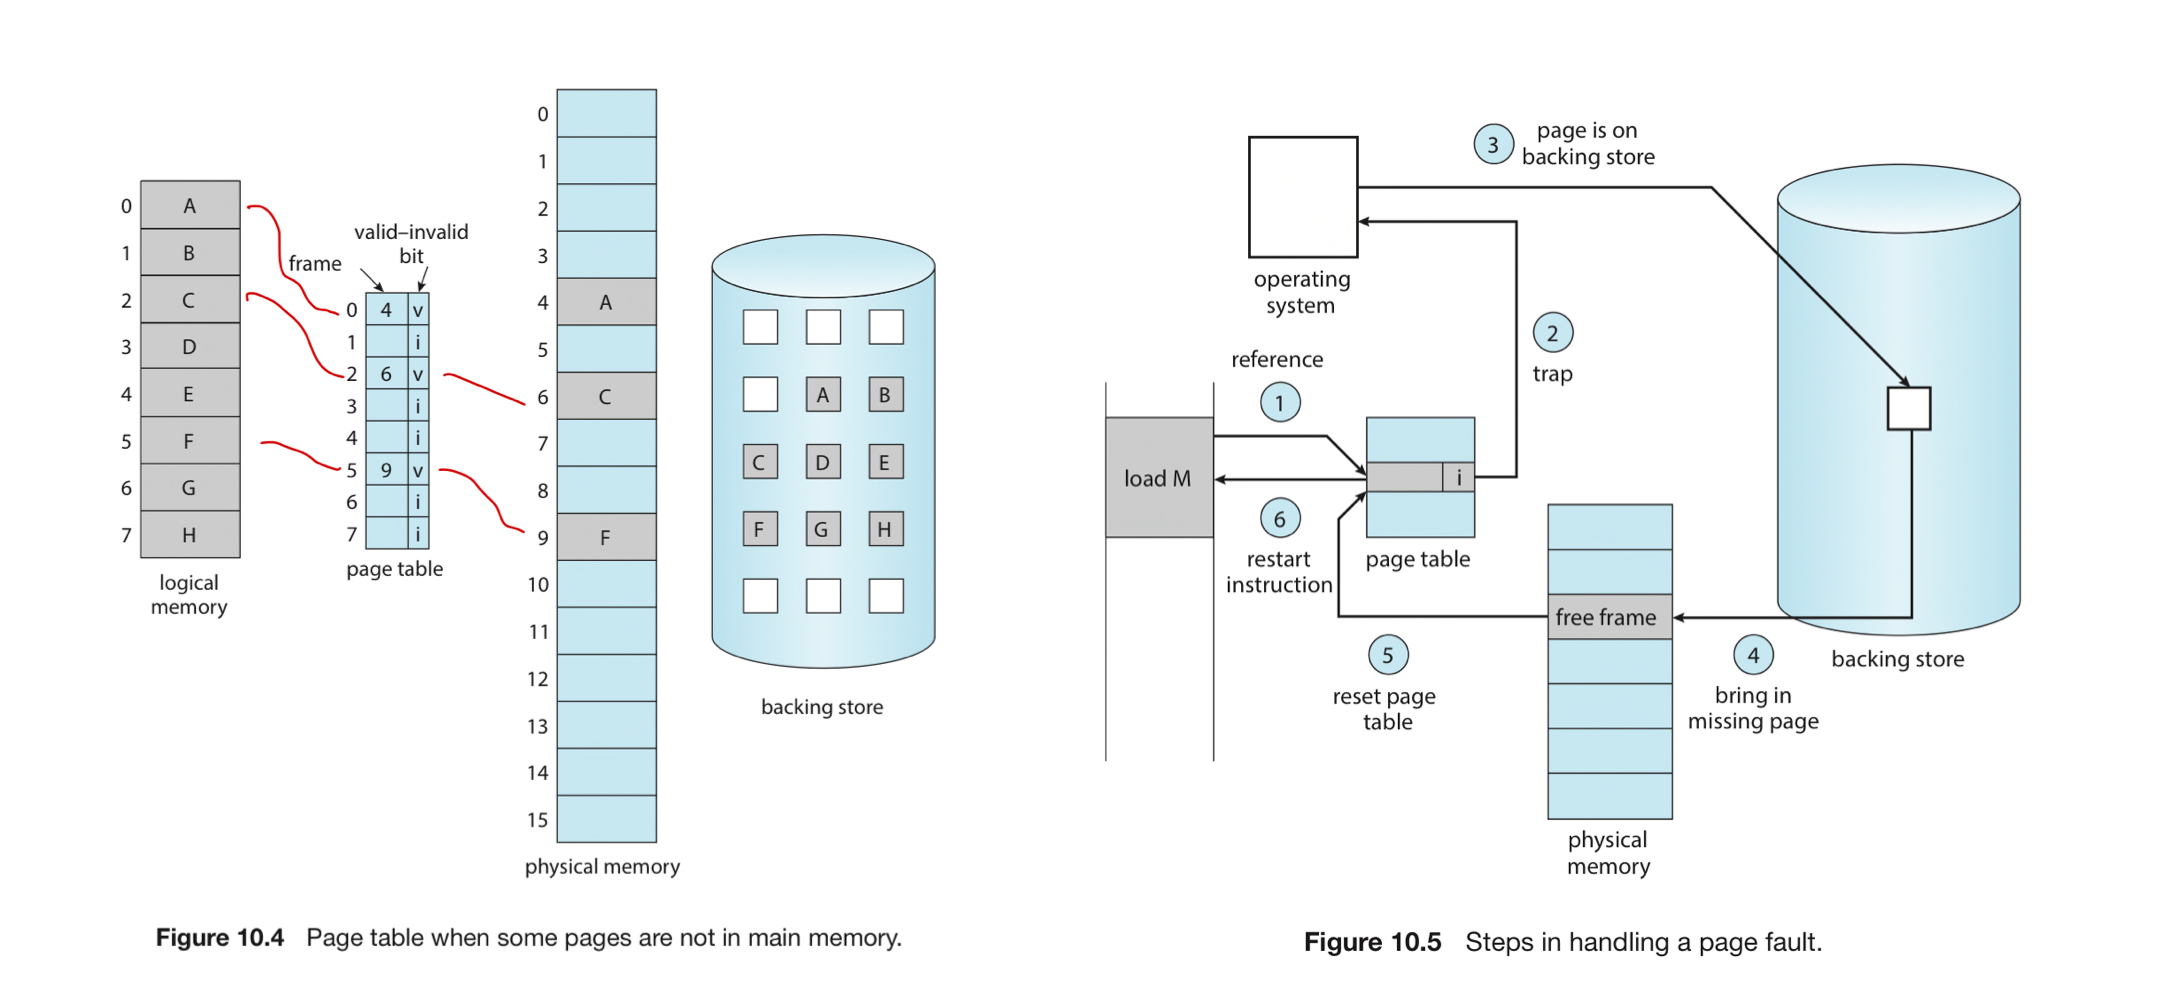 0 A
1 B
2 C
3 D
4 E
5 F
6 G
7 H
logical
memory
valid–invalid
bit
frame
0 4 v
1 i
2 6 v
3 i
4 i
5 9 v
6 i
7 i
page table
0
1
2
3
4 A
5
6 C
7
8
9 F
10
11
12
13
14
15
physical memory
A B
C D E
F G H
backing store
Figure 10.4 Page table when some pages are not in main memory.
3 page is on
backing store
operating
system
2
trap
reference
1
load M
i
6
restart
instruction
page table
free frame
5
reset page
table
4
bring in
missing page
backing store
physical
memory
Figure 10.5 Steps in handling a page fault.